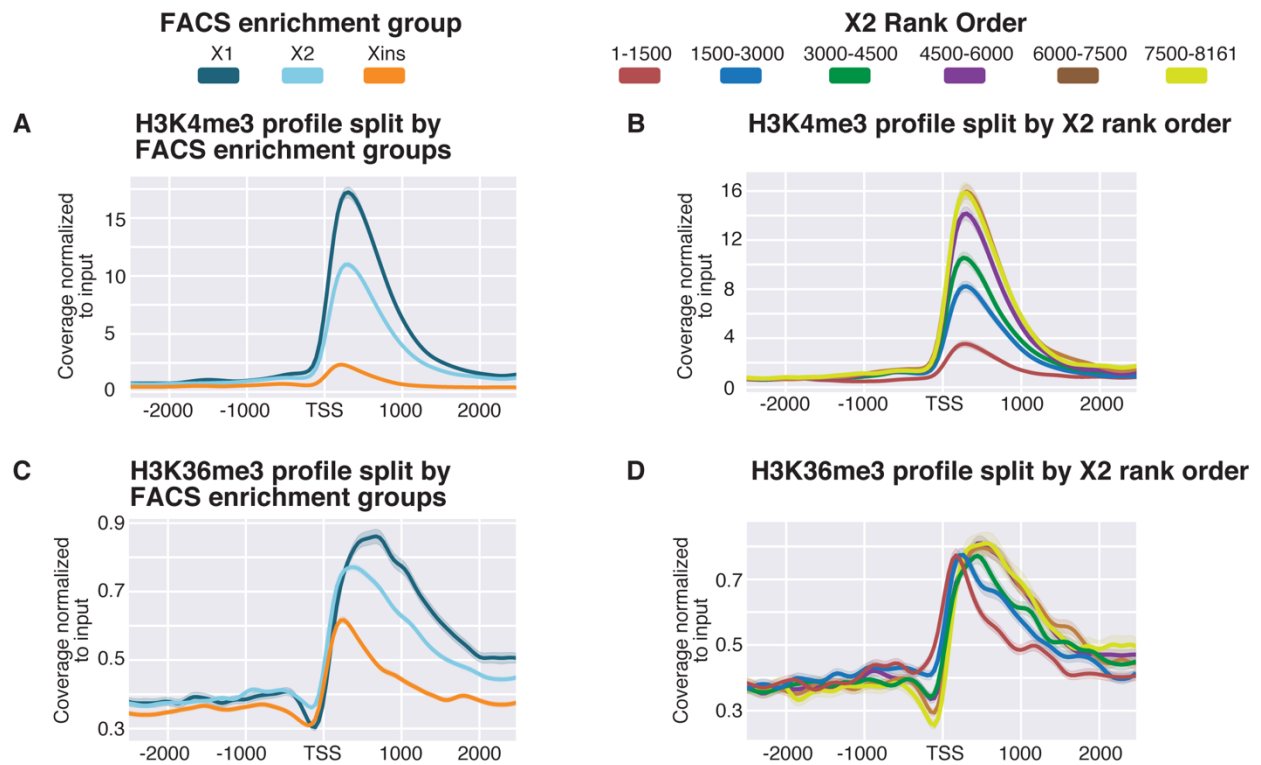 FACS enrichment group
X1 X2 Xins
X2 Rank Order
1-1500 1500-3000 3000-4500 4500-6000 6000-7500 7500-8161
A
H3K4me3 profile split by
FACS enrichment groups
Coverage normalized
to input
15
10
5
0
-2000 -1000 TSS 1000 2000
B
H3K4me3 profile split by X2 rank order
Coverage normalized
to input
16
12
8
4
0
-2000 -1000 TSS 1000 2000
C
H3K36me3 profile split by
FACS enrichment groups
Coverage normalized
to input
0.9
0.7
0.5
0.3
-2000 -1000 TSS 1000 2000
D
H3K36me3 profile split by X2 rank order
Coverage normalized
to input
0.7
0.5
0.3
-2000 -1000 TSS 1000 2000